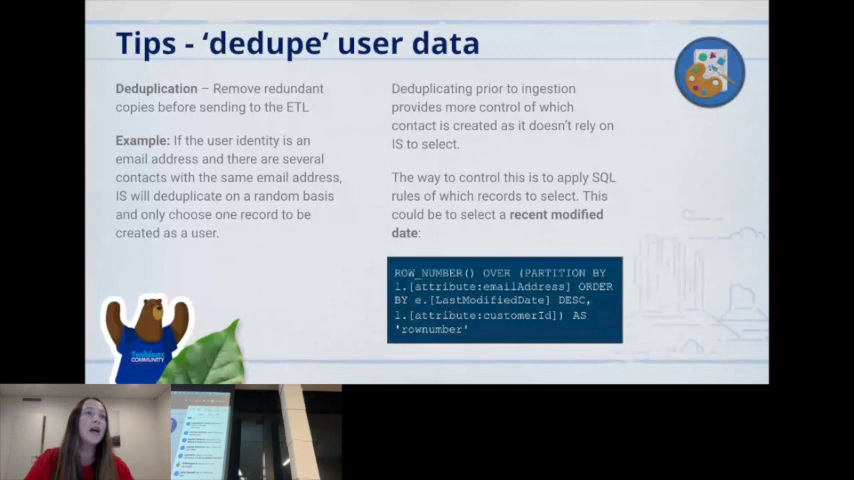 Tips - 'dedupe' user data
Deduplication – Remove redundant
copies before sending to the ETL
Example: If the user identity is an
email address and there are several
contacts with the same email address,
IS will deduplicate on a random basis
and only choose one record to be
created as a user.
Deduplicating prior to ingestion
provides more control of which
contact is created as it doesn't rely on
IS to select.
The way to control this is to apply SQL
rules of which records to select. This
could be to select a recent modified
date:
ROW_NUMBER() OVER (PARTITION BY
l.[attribute:emailAddress] ORDER
BY e.[LastModifiedDate] DESC,
l.[attribute:customerId]) AS
'rownumber'
COMMUNITY